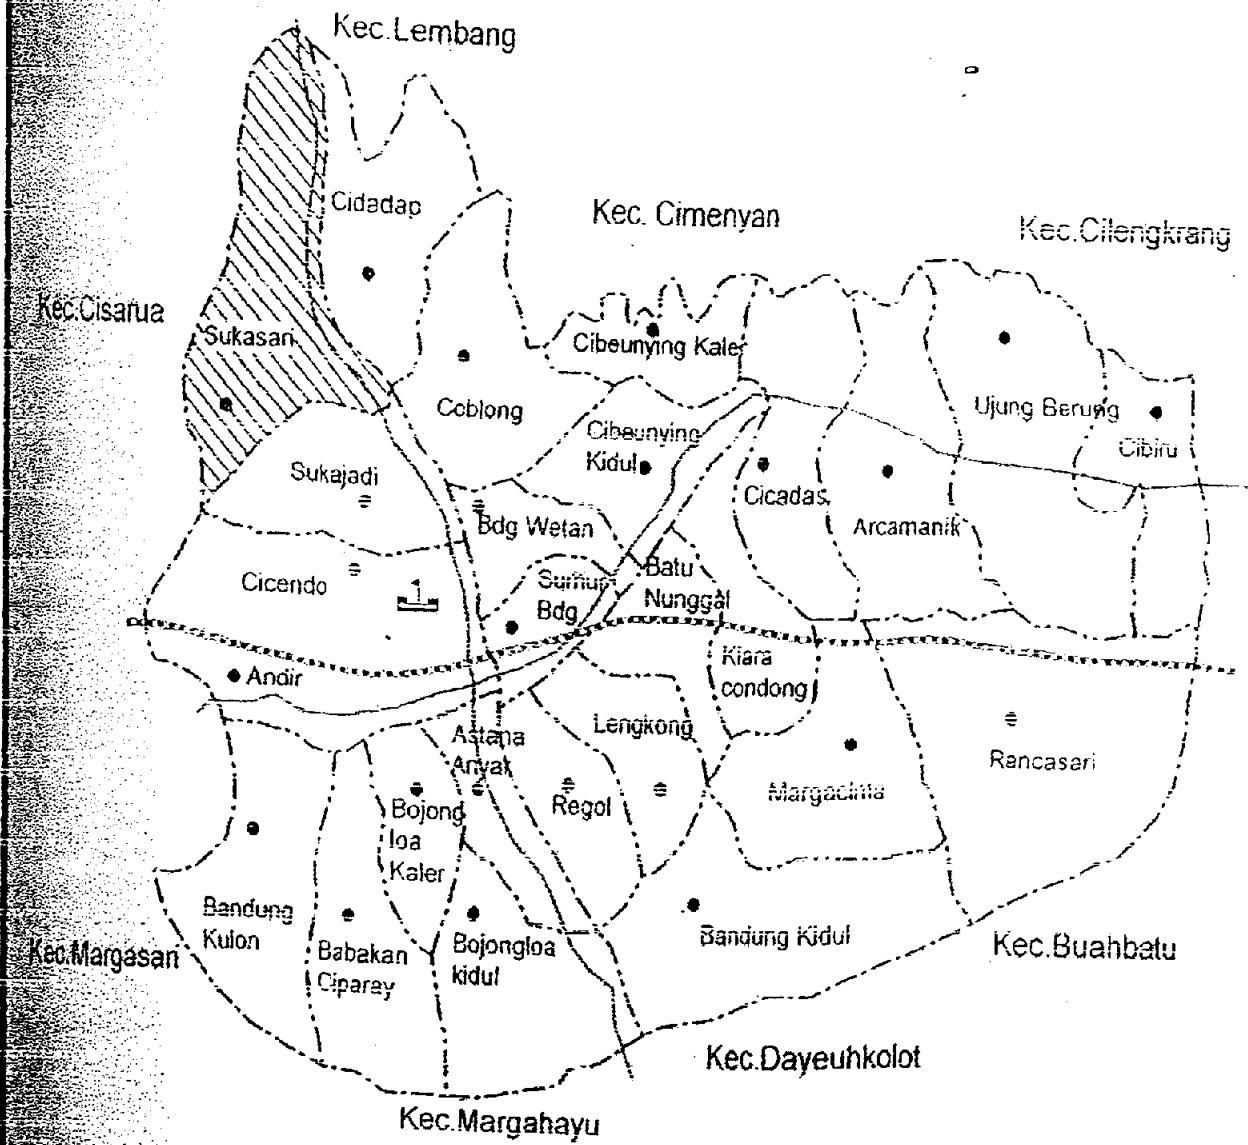 Kec.Lembang
Cidadap
Kec. Cimenyan
Kec.Cilengkrang
Kec.Cisarua
Sukasari
Cibeunying Kaler
Coblong
Ujung Berung
Cibeunying
Kidul
Cibiru
Sukajadi
Cicadas
Bdg Wetan
Arcamanik
Cicendo
Sumur
Bdg
Batu
Nunggal
1
Andir
Kiara
condong
Astana
Anyar
Lengkong
Rancasari
Margacinta
Regol
Bojong
loa
Kaler
Bandung
Kulon
Babakan
Ciparay
Bojongloa
kidul
Bandung Kidul
Kec.Margasari
Kec.Buahbatu
Kec.Dayeuhkolot
Kec.Margahayu